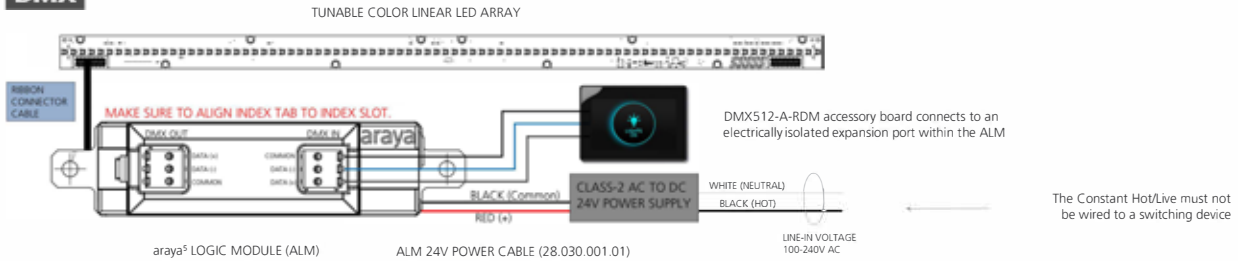 DMX
TUNABLE COLOR LINEAR LED ARRAY
RIBBON
CONNECTOR
CABLE
MAKE SURE TO ALIGN INDEX TAB TO INDEX SLOT.
DMX OUT
DMX IN
araya
DATA (+)
DATA (-)
COMMON
COMMON
DATA (-)
DATA (+)
DMX512-A-RDM accessory board connects to an
electrically isolated expansion port within the ALM
BLACK (Common)
RED (+)
CLASS-2 AC TO DC
24V POWER SUPPLY
WHITE (NEUTRAL)
BLACK (HOT)
LINE-IN VOLTAGE
100-240V AC
The Constant Hot/Live must not
be wired to a switching device
araya⁵ LOGIC MODULE (ALM)
ALM 24V POWER CABLE (28.030.001.01)